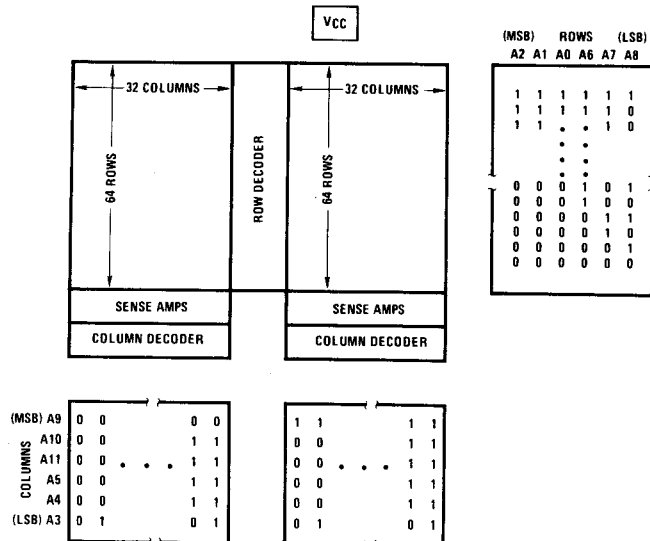 VCC
(MSB) ROWS (LSB)
A2 A1 A0 A6 A7 A8
1 1 1 1 1 1
1 1 1 1 1 0
1 1 • • 1 0
• •
• •
• •
0 0 0 1 0 1
0 0 0 1 0 0
0 0 0 0 1 1
0 0 0 0 1 0
0 0 0 0 0 1
0 0 0 0 0 0
32 COLUMNS
64 ROWS
ROW DECODER
32 COLUMNS
64 ROWS
SENSE AMPS
COLUMN DECODER
SENSE AMPS
COLUMN DECODER
COLUMNS
(MSB) A9 0 0 0 0 1 1 1 1
A10 0 0 1 1 0 0 1 1
A11 0 0 • • • 1 1 0 0 • • • 1 1
A5 0 0 1 1 0 0 1 1
A4 0 0 1 1 0 0 1 1
(LSB) A3 0 1 0 1 0 1 0 1